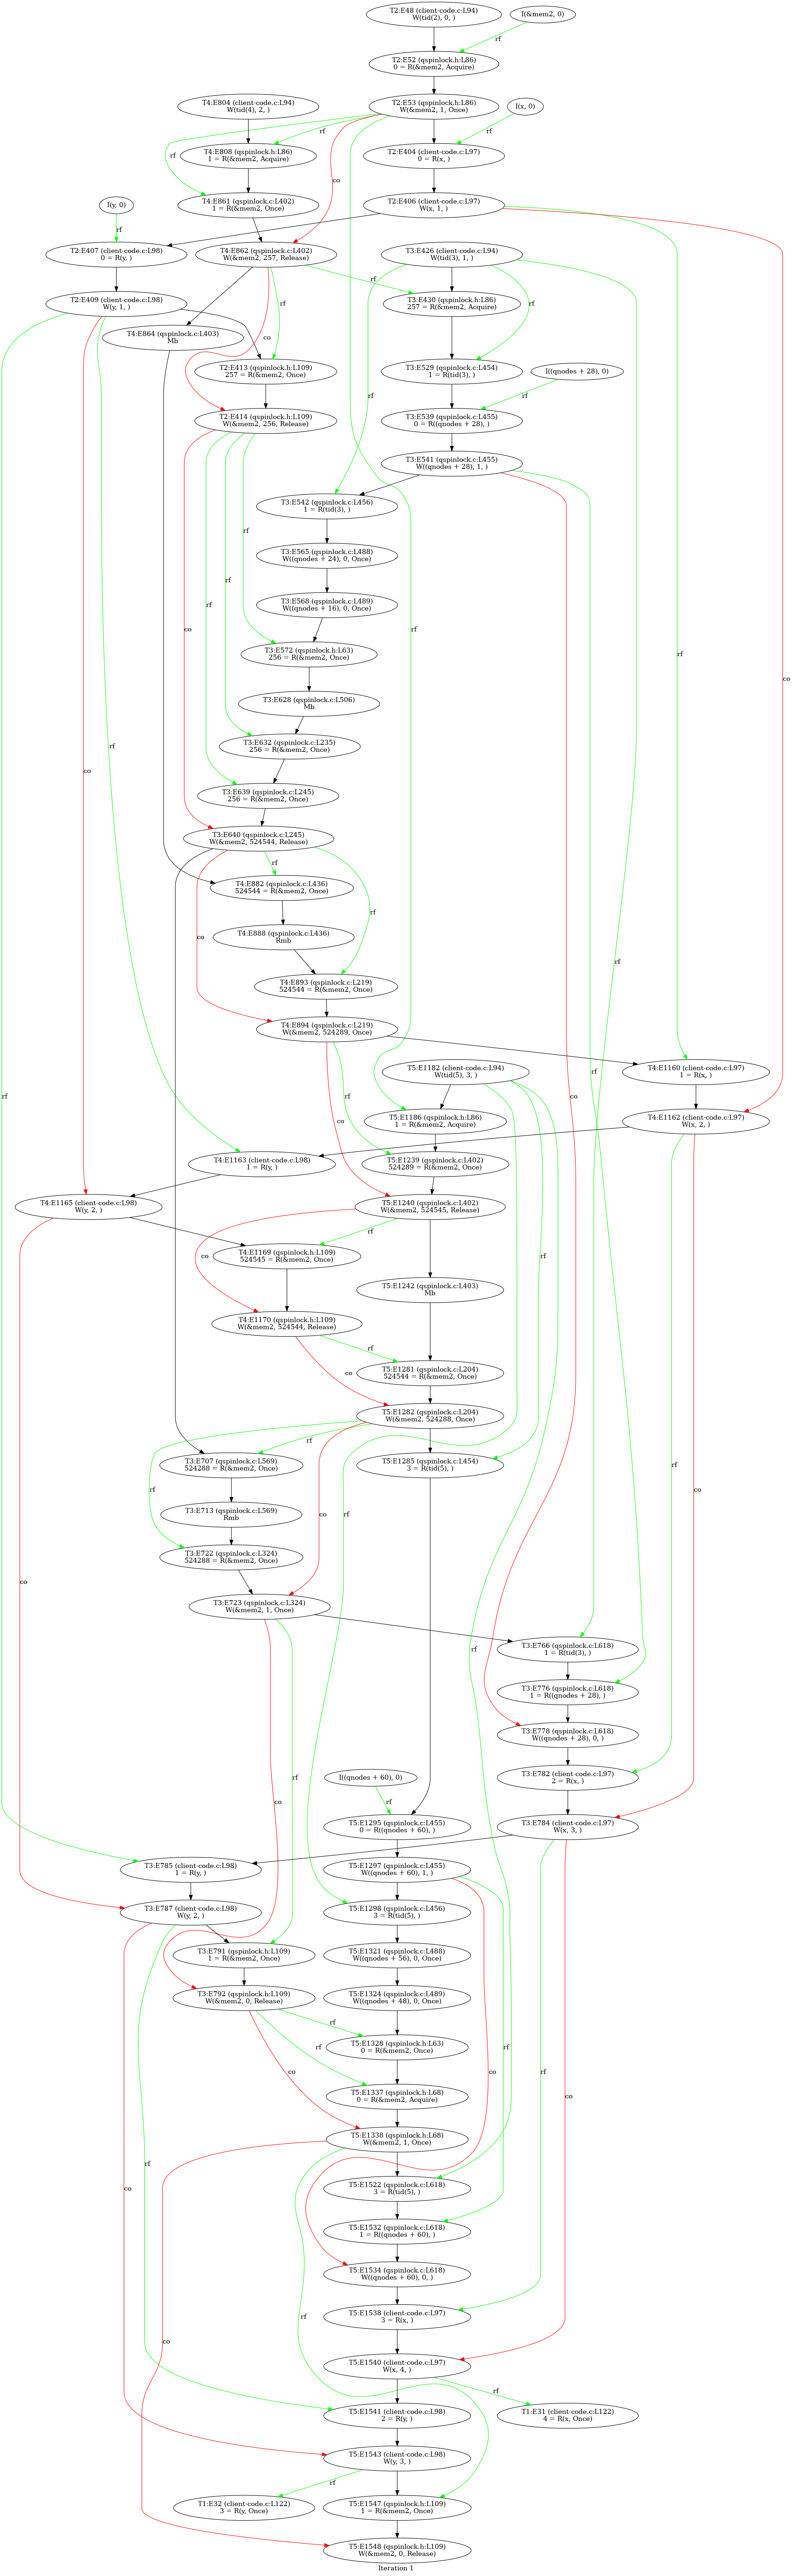 T2:E48 (client-code.c:L94)
W(tid(2), 0, )
I(&mem2, 0)
rf
T2:E52 (qspinlock.h:L86)
0 = R(&mem2, Acquire)
T4:E804 (client-code.c:L94)
W(tid(4), 2, )
T2:E53 (qspinlock.h:L86)
W(&mem2, 1, Once)
I(x, 0)
rf
rf
T4:E808 (qspinlock.h:L86)
1 = R(&mem2, Acquire)
rf
T2:E404 (client-code.c:L97)
0 = R(x, )
co
I(y, 0)
T4:E861 (qspinlock.c:L402)
1 = R(&mem2, Once)
T2:E406 (client-code.c:L97)
W(x, 1, )
rf
T2:E407 (client-code.c:L98)
0 = R(y, )
T4:E862 (qspinlock.c:L402)
W(&mem2, 257, Release)
T3:E426 (client-code.c:L94)
W(tid(3), 1, )
rf
T2:E409 (client-code.c:L98)
W(y, 1, )
rf
T3:E430 (qspinlock.h:L86)
257 = R(&mem2, Acquire)
rf
T4:E864 (qspinlock.c:L403)
Mb
co
T2:E413 (qspinlock.h:L109)
257 = R(&mem2, Once)
T3:E529 (qspinlock.c:L454)
1 = R(tid(3), )
I((qnodes + 28), 0)
rf
rf
T2:E414 (qspinlock.h:L109)
W(&mem2, 256, Release)
T3:E539 (qspinlock.c:L455)
0 = R((qnodes + 28), )
T3:E541 (qspinlock.c:L455)
W((qnodes + 28), 1, )
T3:E542 (qspinlock.c:L456)
1 = R(tid(3), )
rf
T3:E565 (qspinlock.c:L488)
W((qnodes + 24), 0, Once)
rf
rf
T3:E568 (qspinlock.c:L489)
W((qnodes + 16), 0, Once)
co
rf
T3:E572 (qspinlock.h:L63)
256 = R(&mem2, Once)
rf
co
T3:E628 (qspinlock.c:L506)
Mb
rf
T3:E632 (qspinlock.c:L235)
256 = R(&mem2, Once)
co
T3:E639 (qspinlock.c:L245)
256 = R(&mem2, Once)
T3:E640 (qspinlock.c:L245)
W(&mem2, 524544, Release)
rf
T4:E882 (qspinlock.c:L436)
524544 = R(&mem2, Once)
rf
co
T4:E888 (qspinlock.c:L436)
Rmb
rf
T4:E893 (qspinlock.c:L219)
524544 = R(&mem2, Once)
T4:E894 (qspinlock.c:L219)
W(&mem2, 524289, Once)
T5:E1182 (client-code.c:L94)
W(tid(5), 3, )
rf
T4:E1160 (client-code.c:L97)
1 = R(x, )
rf
rf
co
co
T5:E1186 (qspinlock.h:L86)
1 = R(&mem2, Acquire)
T4:E1162 (client-code.c:L97)
W(x, 2, )
T4:E1163 (client-code.c:L98)
1 = R(y, )
T5:E1239 (qspinlock.c:L402)
524289 = R(&mem2, Once)
T4:E1165 (client-code.c:L98)
W(y, 2, )
T5:E1240 (qspinlock.c:L402)
W(&mem2, 524545, Release)
rf
co
T4:E1169 (qspinlock.h:L109)
524545 = R(&mem2, Once)
rf
T5:E1242 (qspinlock.c:L403)
Mb
T4:E1170 (qspinlock.h:L109)
W(&mem2, 524544, Release)
rf
co
T5:E1281 (qspinlock.c:L204)
524544 = R(&mem2, Once)
T5:E1282 (qspinlock.c:L204)
W(&mem2, 524288, Once)
rf
T3:E707 (qspinlock.c:L569)
524288 = R(&mem2, Once)
T5:E1285 (qspinlock.c:L454)
3 = R(tid(5), )
rf
rf
co
rf
co
T3:E713 (qspinlock.c:L569)
Rmb
T3:E722 (qspinlock.c:L324)
524288 = R(&mem2, Once)
co
T3:E723 (qspinlock.c:L324)
W(&mem2, 1, Once)
rf
T3:E766 (qspinlock.c:L618)
1 = R(tid(3), )
T3:E776 (qspinlock.c:L618)
1 = R((qnodes + 28), )
T3:E778 (qspinlock.c:L618)
W((qnodes + 28), 0, )
I((qnodes + 60), 0)
rf
T3:E782 (client-code.c:L97)
2 = R(x, )
rf
co
T5:E1295 (qspinlock.c:L455)
0 = R((qnodes + 60), )
T3:E784 (client-code.c:L97)
W(x, 3, )
T3:E785 (client-code.c:L98)
1 = R(y, )
T5:E1297 (qspinlock.c:L455)
W((qnodes + 60), 1, )
T3:E787 (client-code.c:L98)
W(y, 2, )
T5:E1298 (qspinlock.c:L456)
3 = R(tid(5), )
T3:E791 (qspinlock.h:L109)
1 = R(&mem2, Once)
T5:E1321 (qspinlock.c:L488)
W((qnodes + 56), 0, Once)
T3:E792 (qspinlock.h:L109)
W(&mem2, 0, Release)
T5:E1324 (qspinlock.c:L489)
W((qnodes + 48), 0, Once)
rf
rf
T5:E1328 (qspinlock.h:L63)
0 = R(&mem2, Once)
rf
co
co
rf
co
T5:E1337 (qspinlock.h:L68)
0 = R(&mem2, Acquire)
T5:E1338 (qspinlock.h:L68)
W(&mem2, 1, Once)
rf
co
T5:E1522 (qspinlock.c:L618)
3 = R(tid(5), )
T5:E1532 (qspinlock.c:L618)
1 = R((qnodes + 60), )
T5:E1534 (qspinlock.c:L618)
W((qnodes + 60), 0, )
rf
T5:E1538 (client-code.c:L97)
3 = R(x, )
co
T5:E1540 (client-code.c:L97)
W(x, 4, )
rf
T5:E1541 (client-code.c:L98)
2 = R(y, )
T1:E31 (client-code.c:L122)
4 = R(x, Once)
T5:E1543 (client-code.c:L98)
W(y, 3, )
rf
T1:E32 (client-code.c:L122)
3 = R(y, Once)
T5:E1547 (qspinlock.h:L109)
1 = R(&mem2, Once)
T5:E1548 (qspinlock.h:L109)
W(&mem2, 0, Release)
Iteration 1